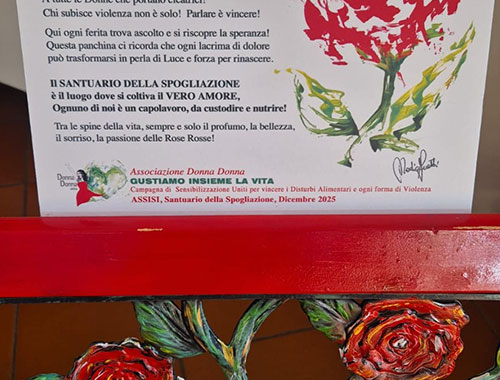 A tutte le Donne che portano cicatrici!
Chi subisce violenza non è solo! Parlare è vincere!
Qui ogni ferita trova ascolto e si riscopre la speranza!
Questa panchina ci ricorda che ogni lacrima di dolore
può trasformarsi in perla di Luce e forza per rinascere.
Il SANTUARIO DELLA SPOGLIAZIONE
è il luogo dove si coltiva il VERO AMORE,
Ognuno di noi è un capolavoro, da custodire e nutrire!
Tra le spine della vita, sempre e solo il profumo, la bellezza,
il sorriso, la passione delle Rose Rosse!
Donna
Donna
Associazione Donna Donna
GUSTIAMO INSIEME LA VITA
Campagna di Sensibilizzazione Uniti per vincere i Disturbi Alimentari e ogni forma di Violenza
ASSISI, Santuario della Spogliazione, Dicembre 2025